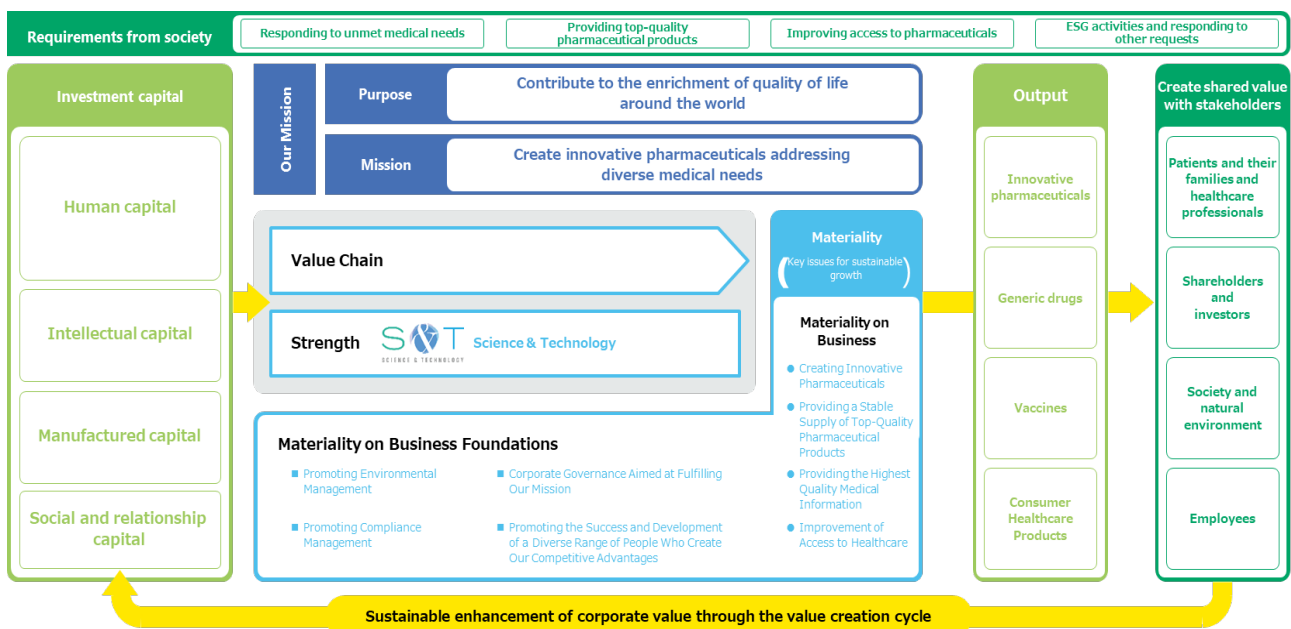 Requirements from society
Responding to unmet medical needs
Providing top-quality
pharmaceutical products
Improving access to pharmaceuticals
ESG activities and responding to
other requests
Investment capital
Human capital
Intellectual capital
Manufactured capital
Social and relationship
capital
Our Mission
Purpose
Contribute to the enrichment of quality of life
around the world
Mission
Create innovative pharmaceuticals addressing
diverse medical needs
Value Chain
Strength
S&T
SCIENCE & TECHNOLOGY
Science & Technology
Materiality
(Key issues for sustainable
growth)
Materiality on
Business
● Creating Innovative
Pharmaceuticals
● Providing a Stable
Supply of Top-Quality
Pharmaceutical
Products
● Providing the Highest
Quality Medical
Information
● Improvement of
Access to Healthcare
Materiality on Business Foundations
■ Promoting Environmental
Management
■ Corporate Governance Aimed at Fulfilling
Our Mission
■ Promoting Compliance
Management
■ Promoting the Success and Development
of a Diverse Range of People Who Create
Our Competitive Advantages
Output
Innovative
pharmaceuticals
Generic drugs
Vaccines
Consumer
Healthcare
Products
Create shared value
with stakeholders
Patients and their
families and
healthcare
professionals
Shareholders
and
investors
Society and
natural
environment
Employees
Sustainable enhancement of corporate value through the value creation cycle